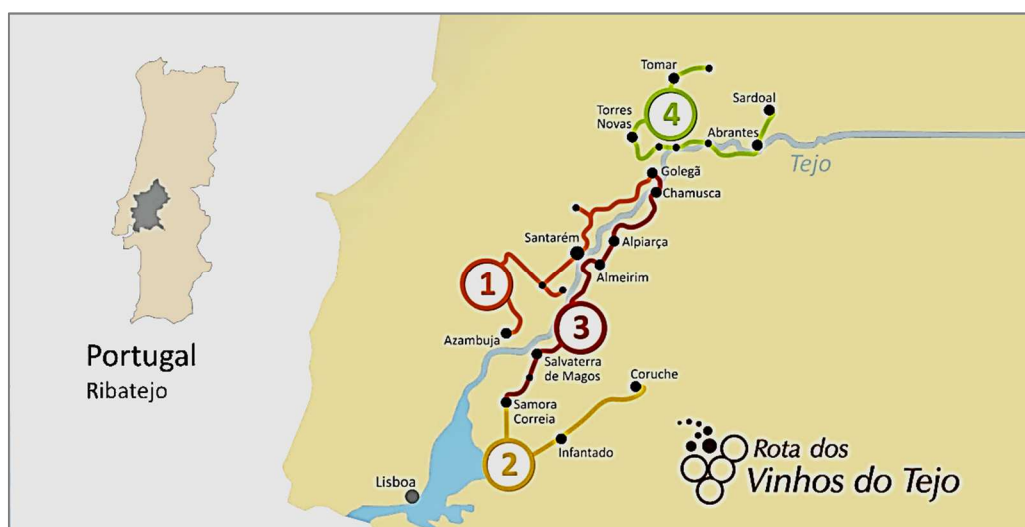 Portugal
Ribatejo
Tomar
Sardoal
Torres
Novas
4
Abrantes
Tejo
Golegã
Chamusca
Santarém
Alpiarça
Almeirim
1
3
Azambuja
Salvaterra
de Magos
Coruche
Samora
Correia
Infantado
2
Lisboa
Rota dos
Vinhos do Tejo